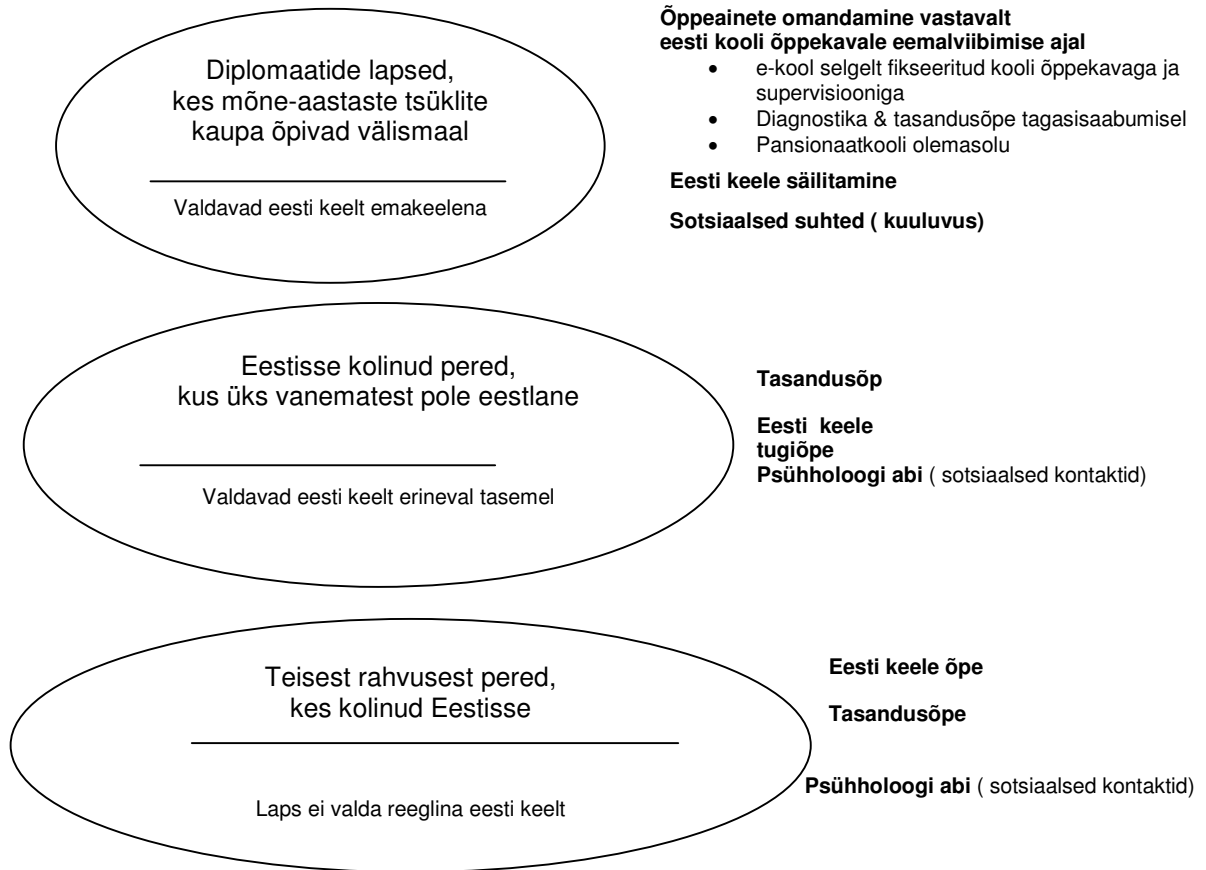 Diplomaatide lapsed,
kes mõne-aastaste tsüklite
kaupa õpivad välismaal
Valdavad eesti keelt emakeelena
Õppeainete omandamine vastavalt
eesti kooli õppekavale eemalviibimise ajal
• e-kool selgelt fikseeritud kooli õppekavaga ja
supervisiooniga
• Diagnostika & tasandusõpe tagasisaabumisel
• Pansionaatkooli olemasolu
Eesti keele säilitamine
Sotsiaalsed suhted ( kuuluvus)
Eestisse kolinud pered,
kus üks vanematest pole eestlane
Valdavad eesti keelt erineval tasemel
Tasandusõp
Eesti keele
tugiõpe
Psühholoogi abi ( sotsiaalsed kontaktid)
Teisest rahvusest pered,
kes kolinud Eestisse
Laps ei valda reeglina eesti keelt
Eesti keele õpe
Tasandusõpe
Psühholoogi abi ( sotsiaalsed kontaktid)